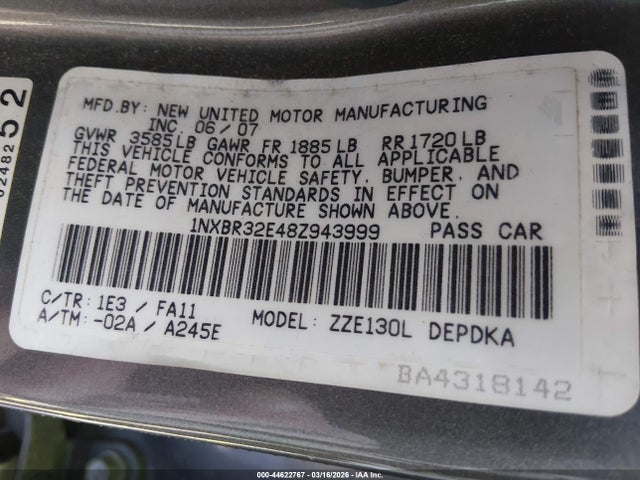 MFD.BY: NEW UNITED MOTOR MANUFACTURING
INC. 06/07
GVWR 3585LB GAWR FR 1885LB RR 1720LB
THIS VEHICLE CONFORMS TO ALL APPLICABLE
FEDERAL MOTOR VEHICLE SAFETY, BUMPER, AND
THEFT PREVENTION STANDARDS IN EFFECT ON
THE DATE OF MANUFACTURE SHOWN ABOVE.
1NXBR32E48Z943999 PASS CAR
C/TR: 1E3 / FA11
A/TM: -02A / A245E MODEL: ZZE130L DEPDKA
BA4318142
02482
52
000-44622767 - 03/16/2026 - IAA Inc.